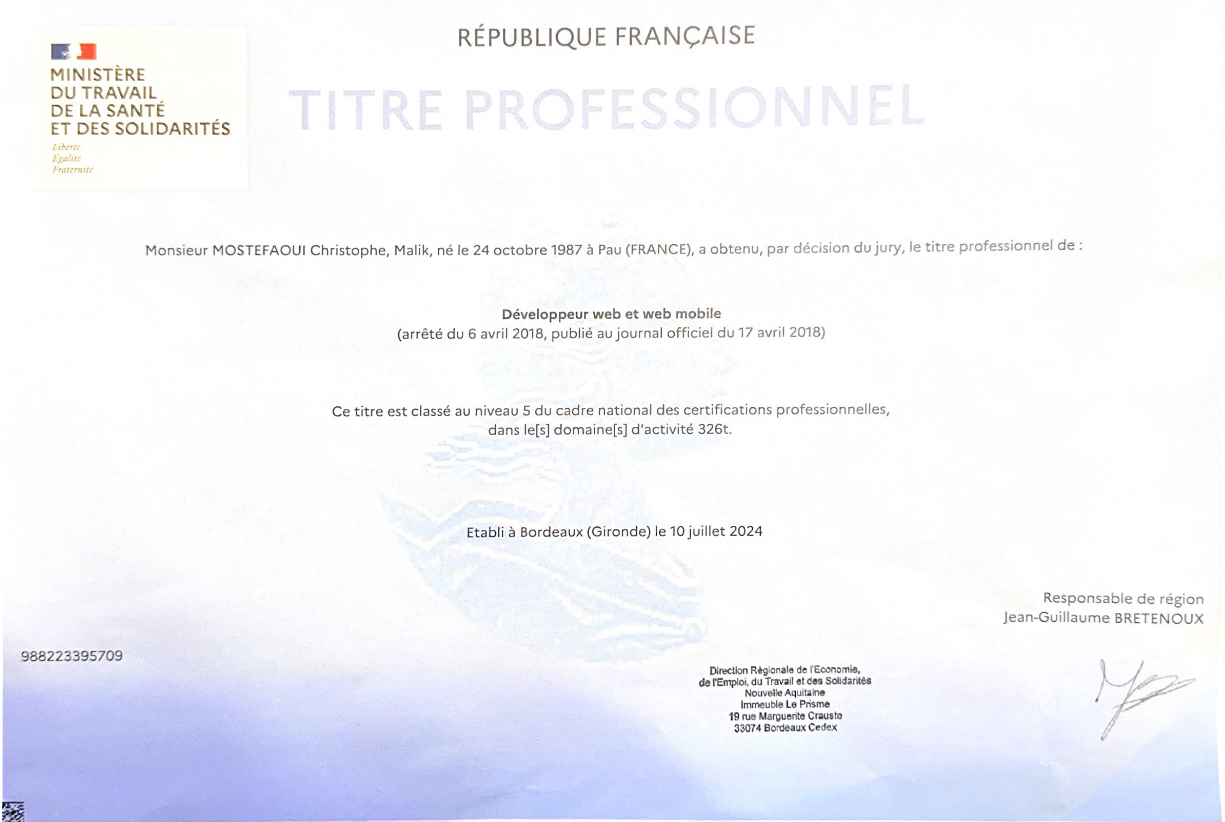 RÉPUBLIQUE FRANÇAISE
MINISTÈRE
DU TRAVAIL
DE LA SANTÉ
ET DES SOLIDARITÉS
Liberté
Égalité
Fraternité
TITRE PROFESSIONNEL
Monsieur MOSTEFAOUI Christophe, Malik, né le 24 octobre 1987 à Pau (FRANCE), a obtenu, par décision du jury, le titre professionnel de :
Développeur web et web mobile
(arrêté du 6 avril 2018, publié au journal officiel du 17 avril 2018)
Ce titre est classé au niveau 5 du cadre national des certifications professionnelles,
dans le[s] domaine[s] d'activité 326t.
Etabli à Bordeaux (Gironde) le 10 juillet 2024
Responsable de région
Jean-Guillaume BRETENOUX
988223395709
Direction Régionale de l'Economie,
de l'Emploi, du Travail et des Solidarités
Nouvelle Aquitaine
Immeuble Le Prisme
19 rue Marguerite Crauste
33074 Bordeaux Cedex